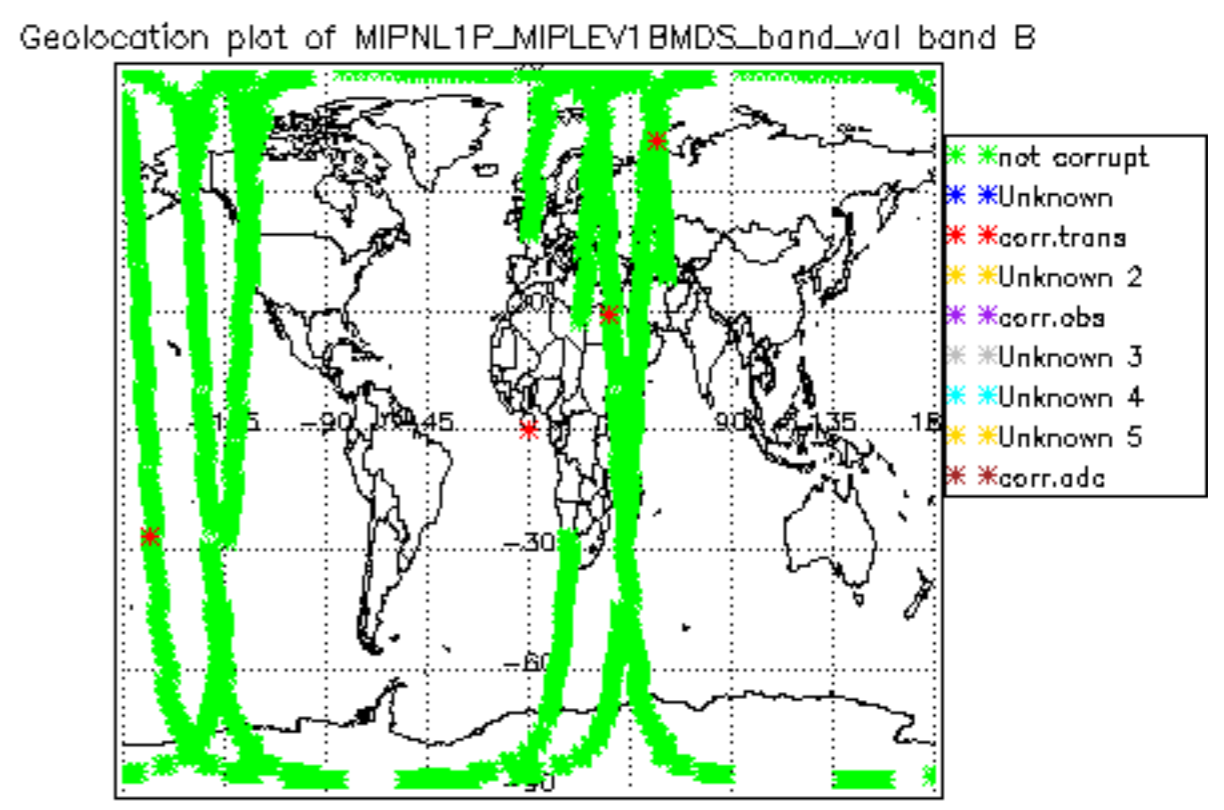 Geolocation plot of MIPNL1P_MIPLEV1BMDS_band_val band B
not corrupt
Unknown
corr.trans
Unknown 2
corr.obs
Unknown 3
Unknown 4
Unknown 5
corr.adc
-90
45
90
135
-30
-60
-90